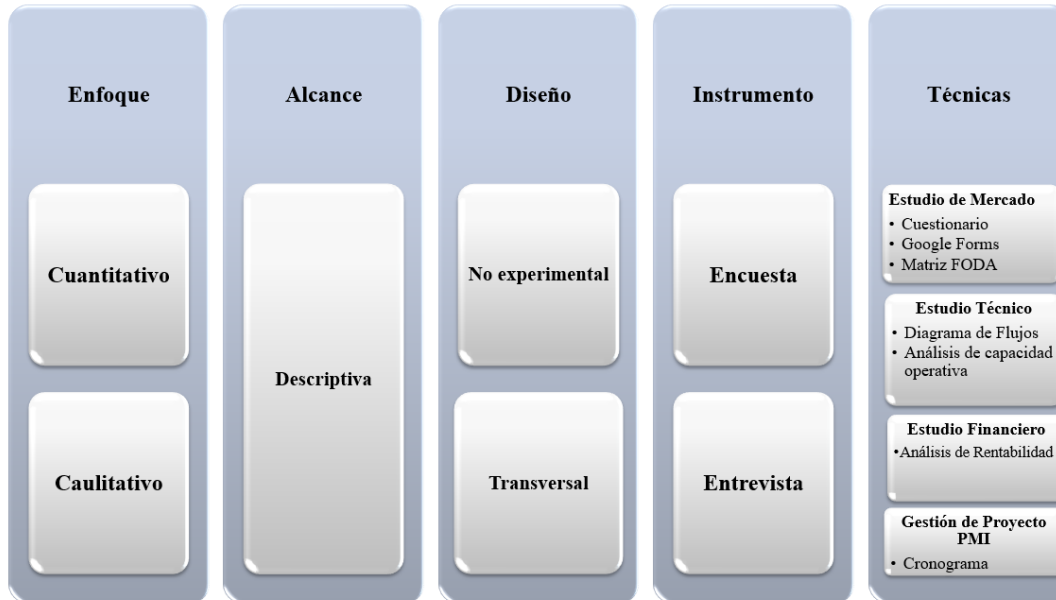 Enfoque
Cuantitativo
Caulitativo
Alcance
Descriptiva
Diseño
No experimental
Transversal
Instrumento
Encuesta
Entrevista
Técnicas
Estudio de Mercado
• Cuestionario
• Google Forms
• Matriz FODA
Estudio Técnico
• Diagrama de Flujos
• Análisis de capacidad
operativa
Estudio Financiero
•Análisis de Rentabilidad
Gestión de Proyecto
PMI
• Cronograma